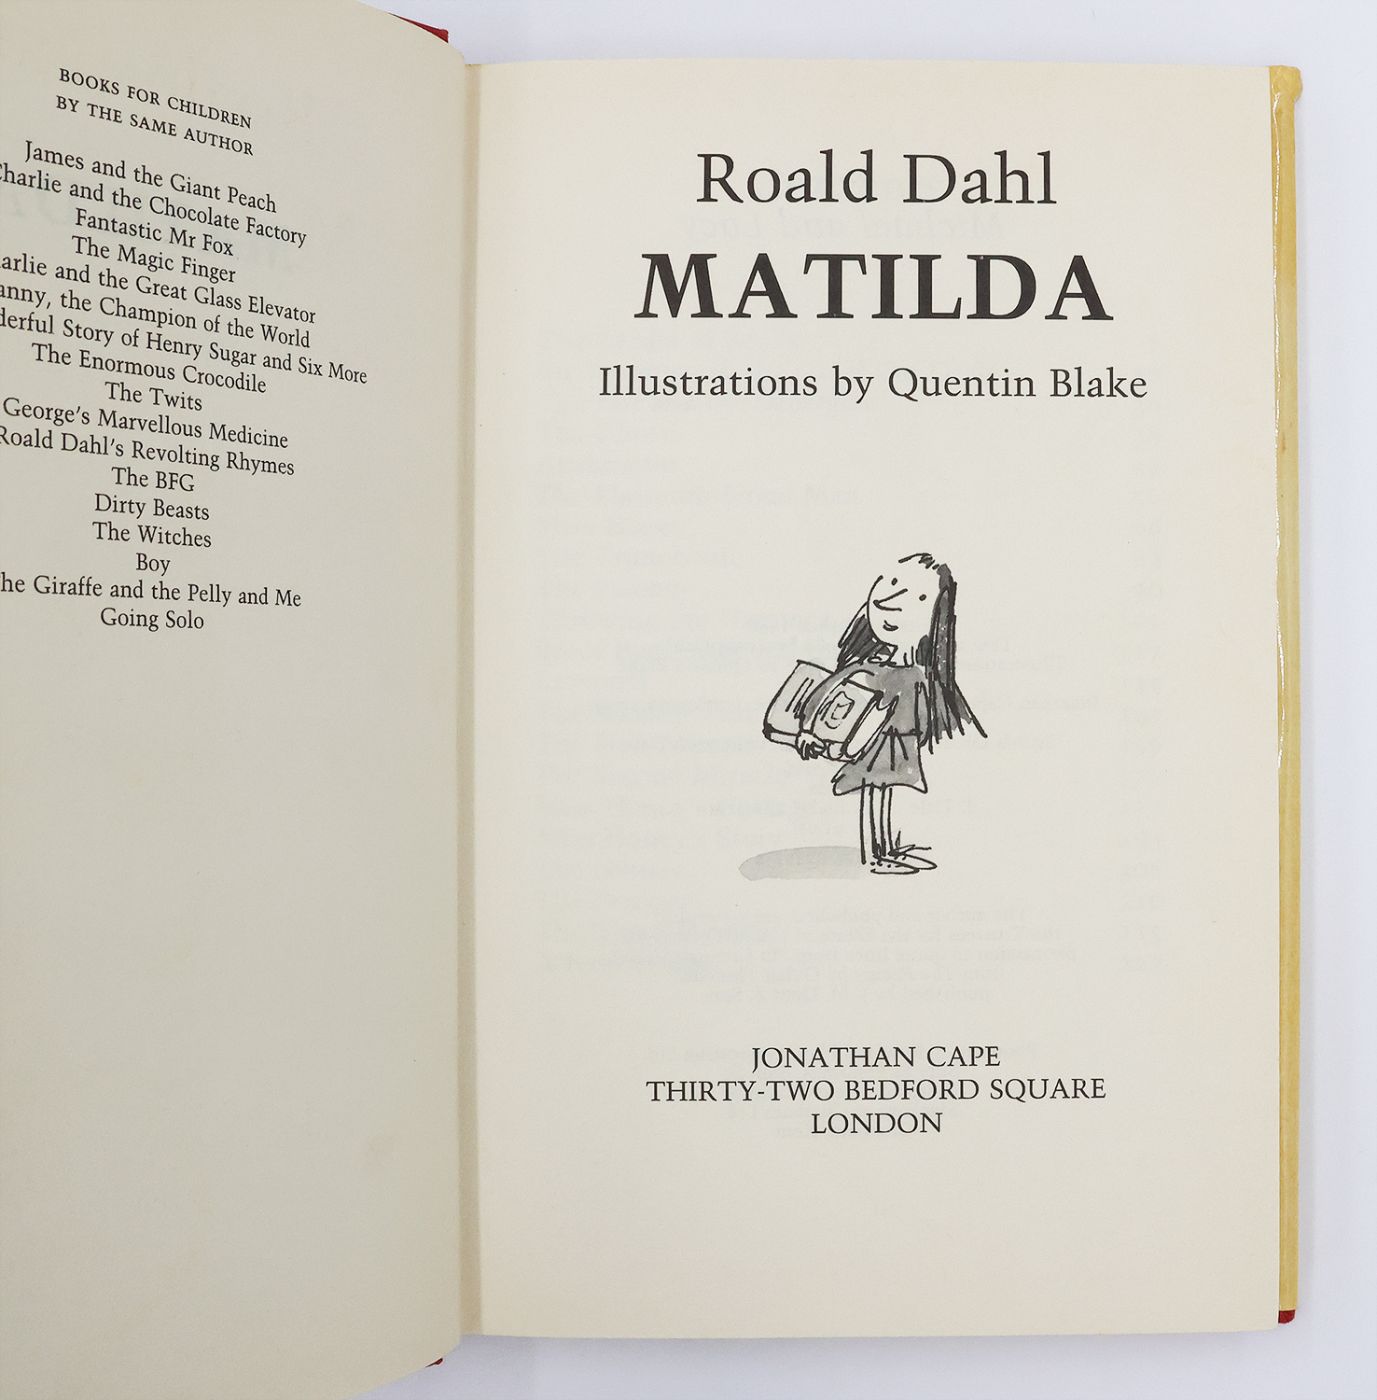 BOOKS FOR CHILDREN
BY THE SAME AUTHOR
James and the Giant Peach
Charlie and the Chocolate Factory
Fantastic Mr Fox
The Magic Finger
and the Great Glass Elevator
the Champion of the World
Story of Henry Sugar and Six More
The Enormous Crocodile
The Twits
George's Marvellous Medicine
Roald Dahl's Revolting Rhymes
The BFG
Dirty Beasts
The Witches
Boy
The Giraffe and the Pelly and Me
Going Solo
Roald Dahl
MATILDA
Illustrations by Quentin Blake
JONATHAN CAPE
THIRTY-TWO BEDFORD SQUARE
LONDON